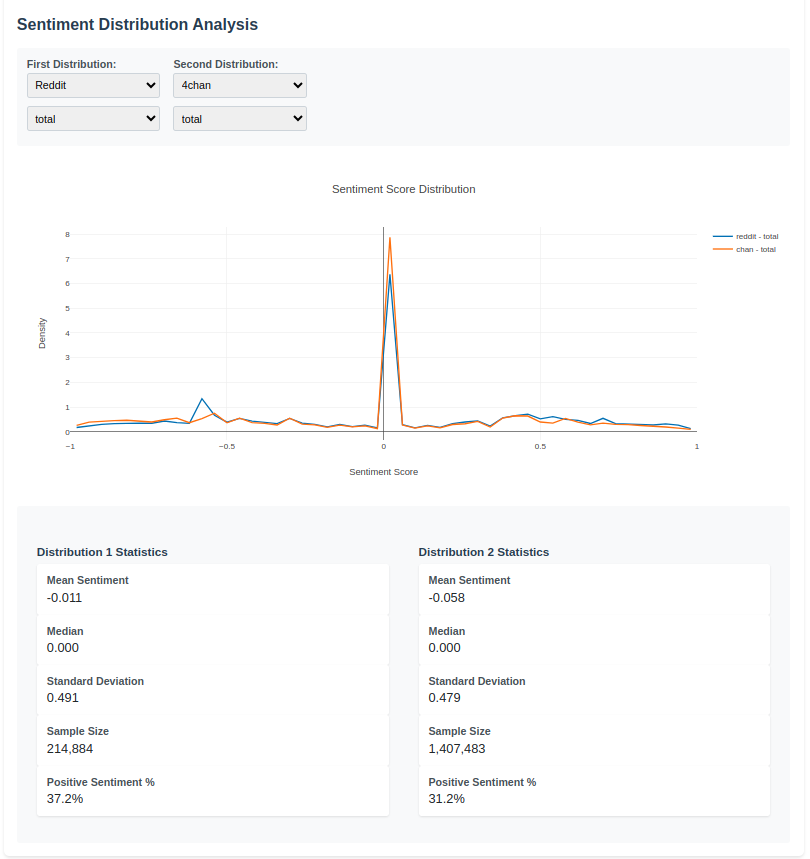 Sentiment Distribution Analysis
First Distribution: Second Distribution:
Reddit 4chan
total total
Sentiment Score Distribution
8
7
6
5
4
3
2
1
0
Density
−1 −0.5 0 0.5 1
Sentiment Score
reddit - total
chan - total
Distribution 1 Statistics
Mean Sentiment
-0.011
Median
0.000
Standard Deviation
0.491
Sample Size
214,884
Positive Sentiment %
37.2%
Distribution 2 Statistics
Mean Sentiment
-0.058
Median
0.000
Standard Deviation
0.479
Sample Size
1,407,483
Positive Sentiment %
31.2%